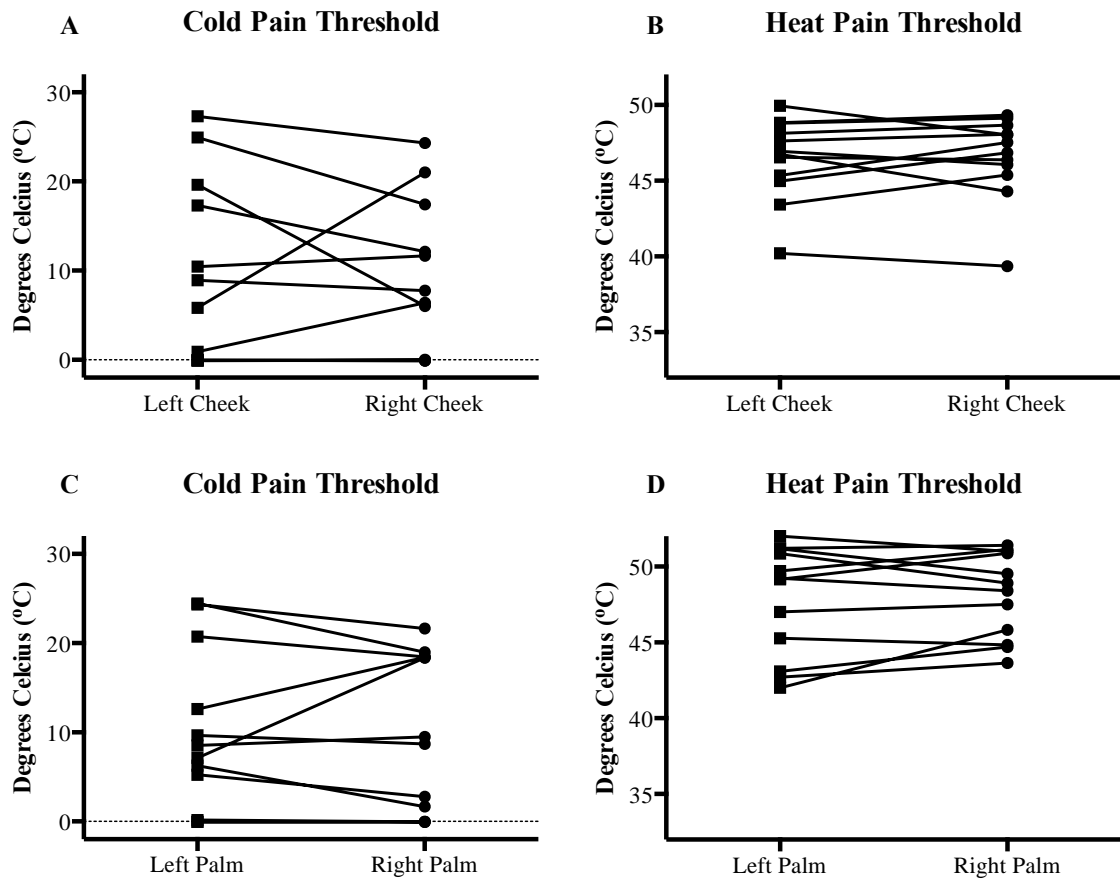 A
Cold Pain Threshold
Degrees Celcius (ºC)
30
20
10
0
Left Cheek
Right Cheek
B
Heat Pain Threshold
Degrees Celcius (ºC)
50
45
40
35
Left Cheek
Right Cheek
C
Cold Pain Threshold
Degrees Celcius (ºC)
30
20
10
0
Left Palm
Right Palm
D
Heat Pain Threshold
Degrees Celcius (ºC)
50
45
40
35
Left Palm
Right Palm